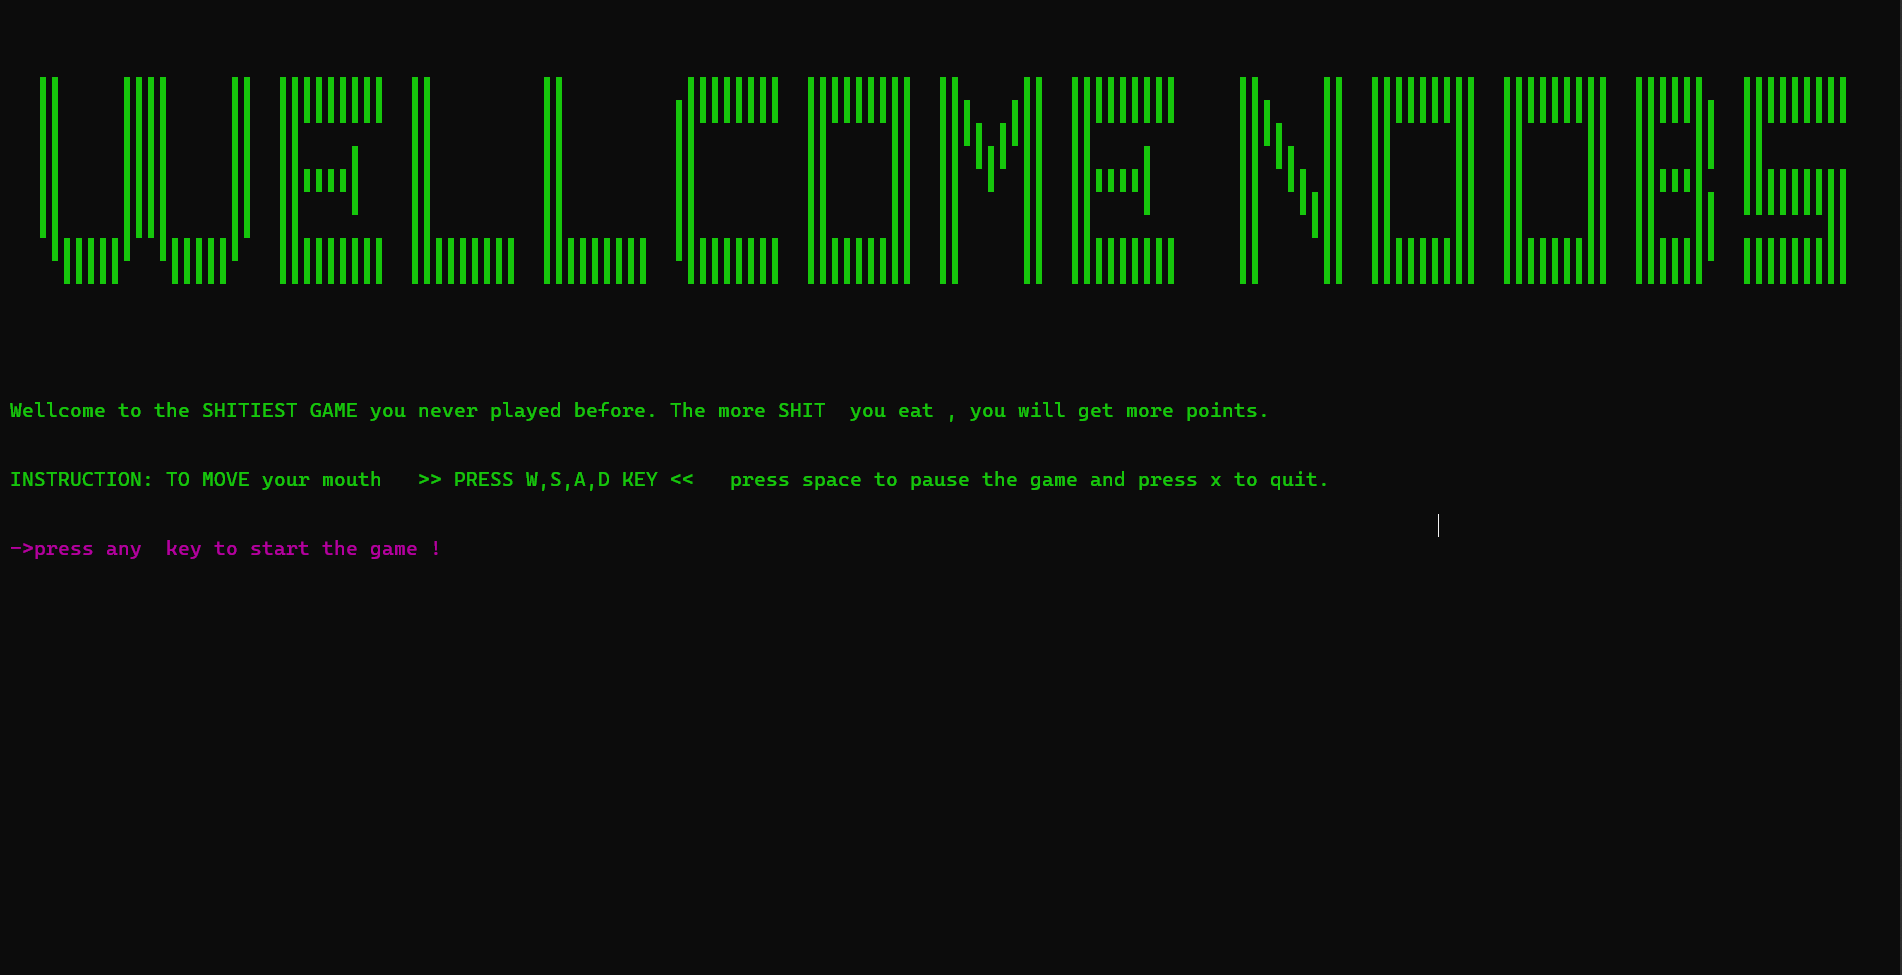 WELLCOME NOOBS
Wellcome to the SHITIEST GAME you never played before. The more SHIT  you eat , you will get more points.
INSTRUCTION: TO MOVE your mouth   >> PRESS W,S,A,D KEY <<   press space to pause the game and press x to quit.
->press any  key to start the game !